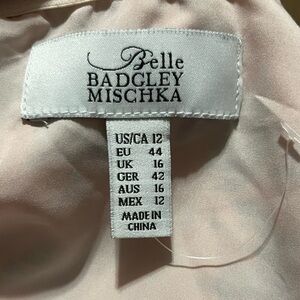 Belle
BADGLEY
MISCHKA
US/CA 12
EU 44
UK 16
GER 42
AUS 16
MEX 12
MADE IN
CHINA